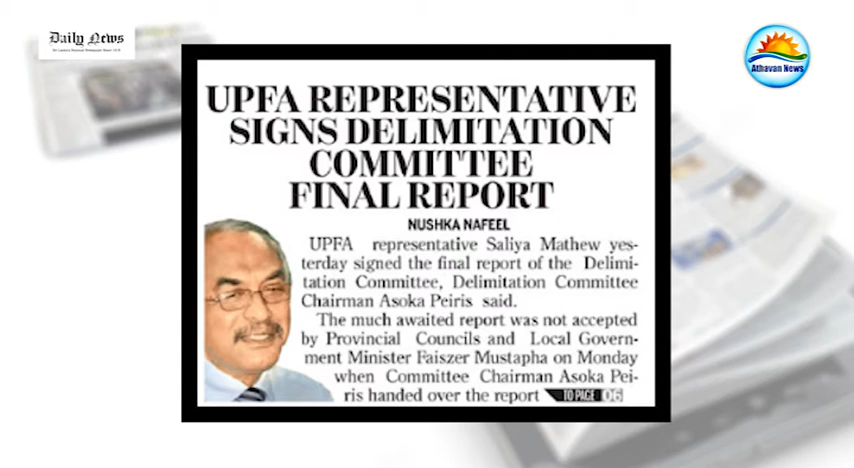 Daily News
Athavan News
UPFA REPRESENTATIVE
SIGNS DELIMITATION
COMMITTEE
FINAL REPORT
NUSHKA NAFEEL
UPFA representative Saliya Mathew yes-
terday signed the final report of the Delimi-
tation Committee, Delimitation Committee
Chairman Asoka Peiris said.
The much awaited report was not accepted
by Provincial Councils and Local Govern-
ment Minister Faiszer Mustapha on Monday
when Committee Chairman Asoka Pei-
ris handed over the report TO PAGE 06